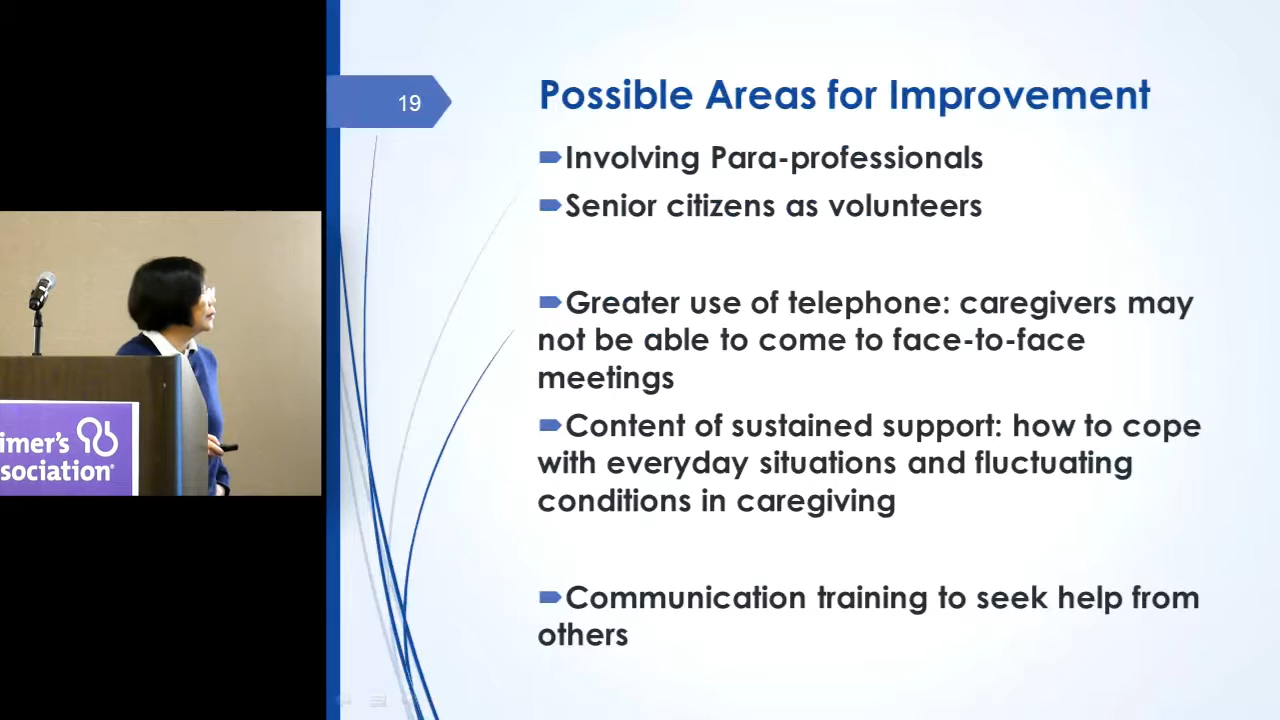 19
Possible Areas for Improvement
Involving Para-professionals
Senior citizens as volunteers
Greater use of telephone: caregivers may
not be able to come to face-to-face
meetings
Content of sustained support: how to cope
with everyday situations and fluctuating
conditions in caregiving
Communication training to seek help from
others
imer's
sociation®